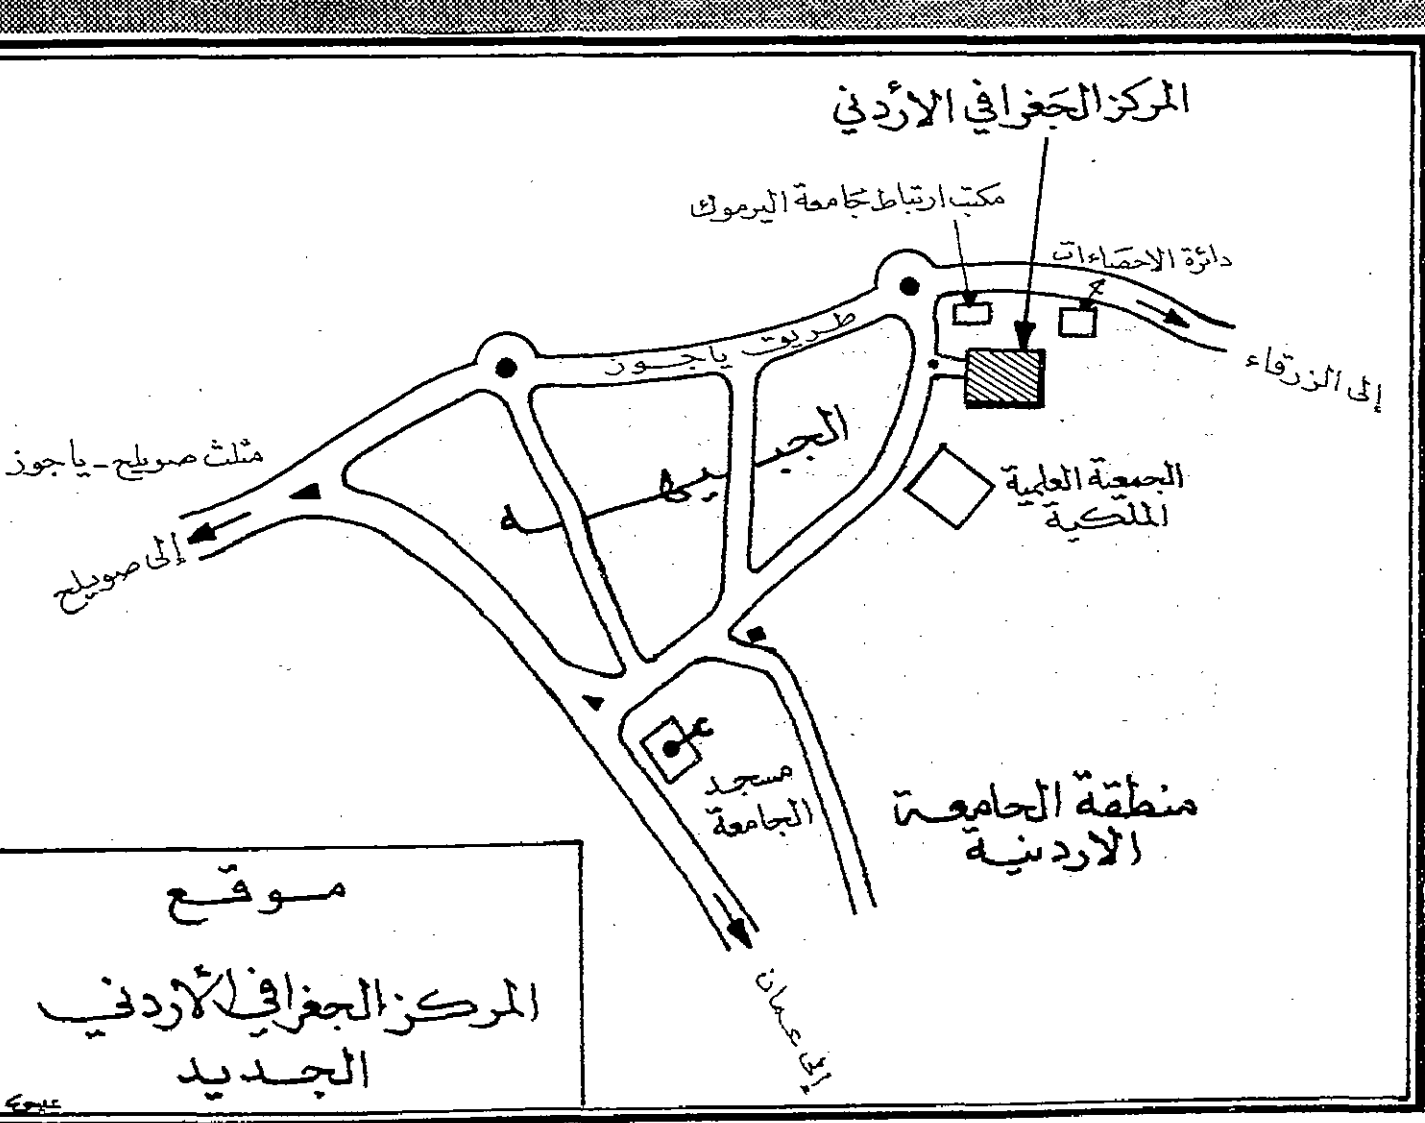 المركز الجغرافي الأردني
مكتب ارتباط جامعة اليرموك
دائرة الاحصاءات
طريق ياجوز
إلى الزرقاء
الجبيهه
مثلث صويلح - ياجوز
الجمعية العلمية
الملكية
إلى صويلح
مسجد
الجامعة
منطقة الجامعة
الاردنية
موقع
المركز الجغرافي الأردني
الجديد
إلى عمان